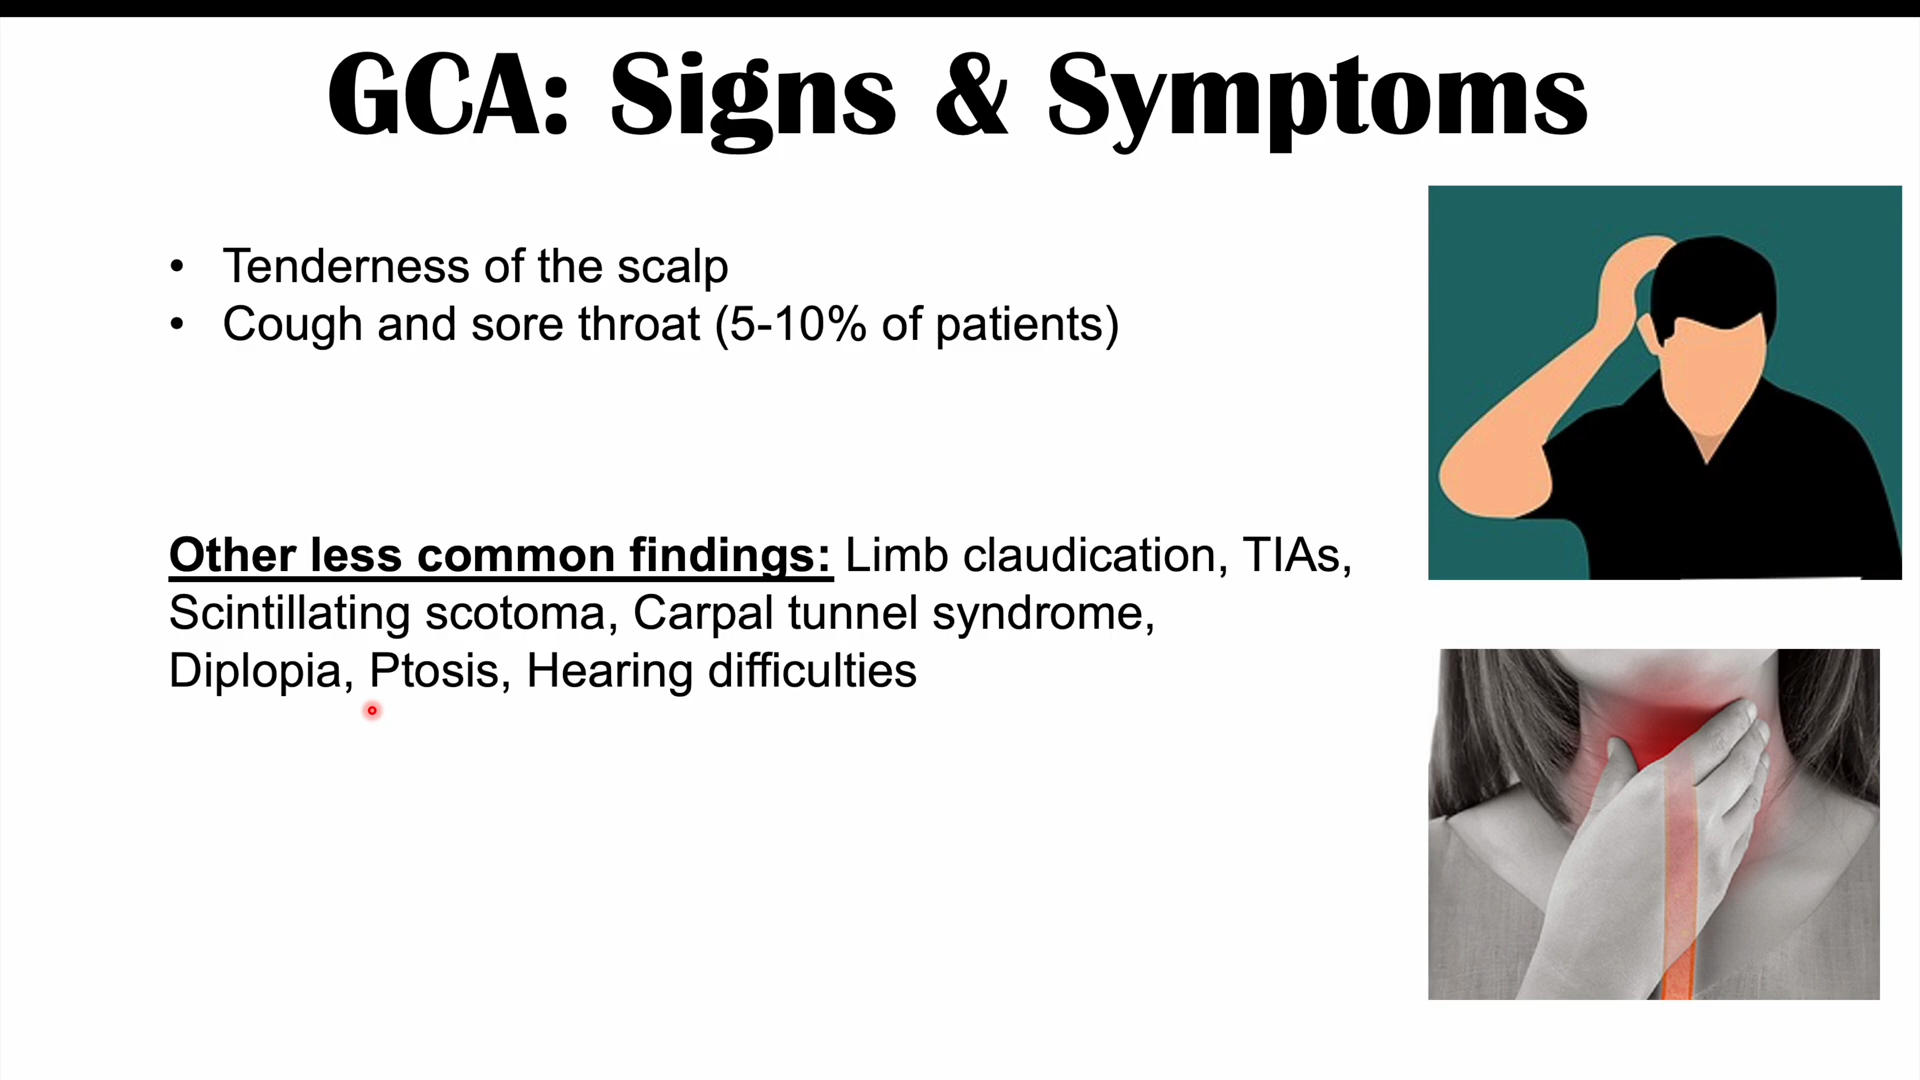 GCA: Signs & Symptoms
• Tenderness of the scalp
• Cough and sore throat (5-10% of patients)
Other less common findings: Limb claudication, TIAs,
Scintillating scotoma, Carpal tunnel syndrome,
Diplopia, Ptosis, Hearing difficulties